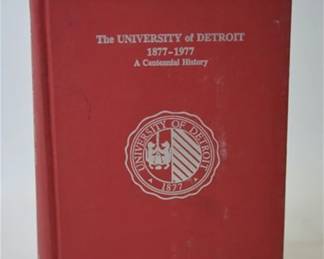 The UNIVERSITY of DETROIT
1877-1977
A Centennial History
UNIVERSITY OF DETROIT
1877